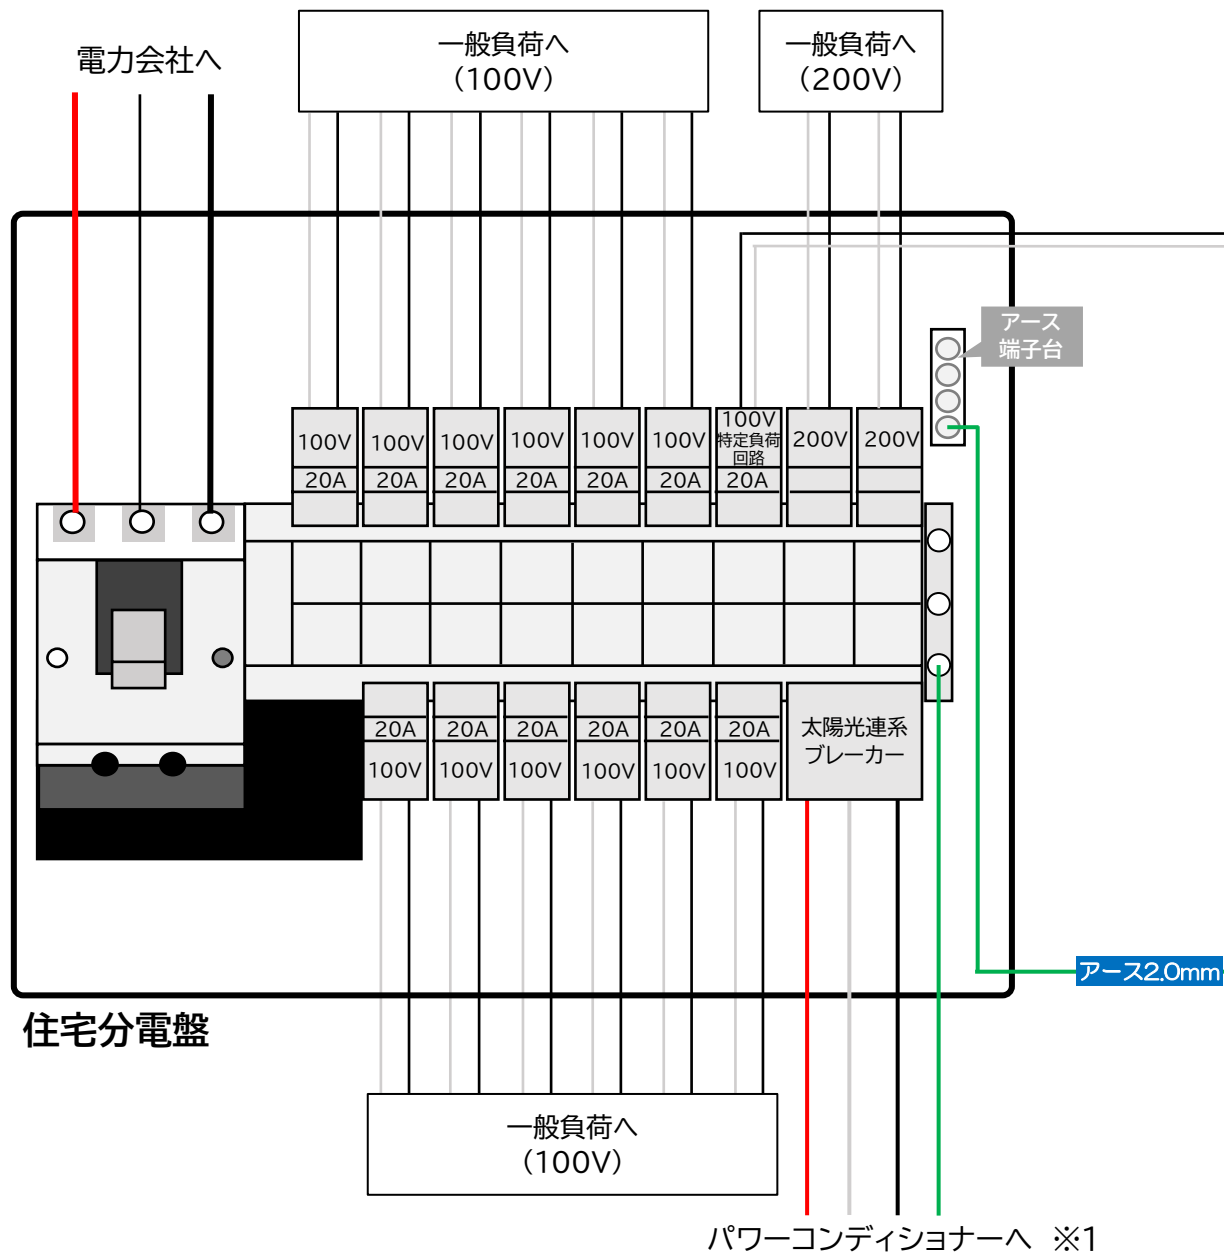 電力会社へ
一般負荷へ
（100V）
一般負荷へ
（200V）
アース
端子台
100V
100V
100V
100V
100V
100V
100V
特定負荷
回路
200V
200V
20A
20A
20A
20A
20A
20A
20A
20A
20A
20A
20A
20A
20A
100V
100V
100V
100V
100V
100V
太陽光連系
ブレーカー
アース2.0mm
住宅分電盤
一般負荷へ
（100V）
パワーコンディショナーへ ※1